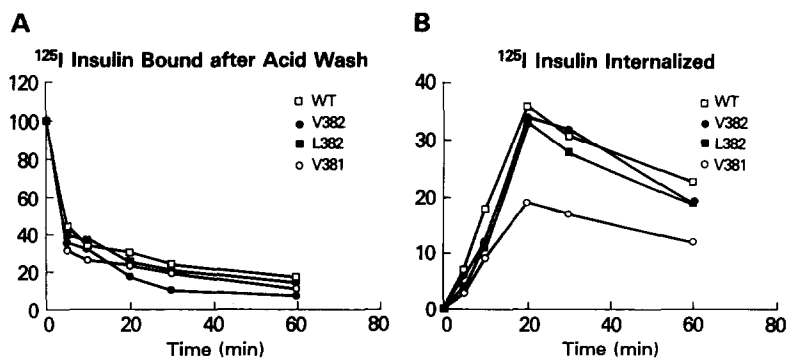 A
¹²⁵I Insulin Bound after Acid Wash
120
100
80
60
40
20
0
WT
V382
L382
V381
0
20
40
60
80
Time (min)
B
¹²⁵I Insulin Internalized
40
30
20
10
0
WT
V382
L382
V381
0
20
40
60
80
Time (min)